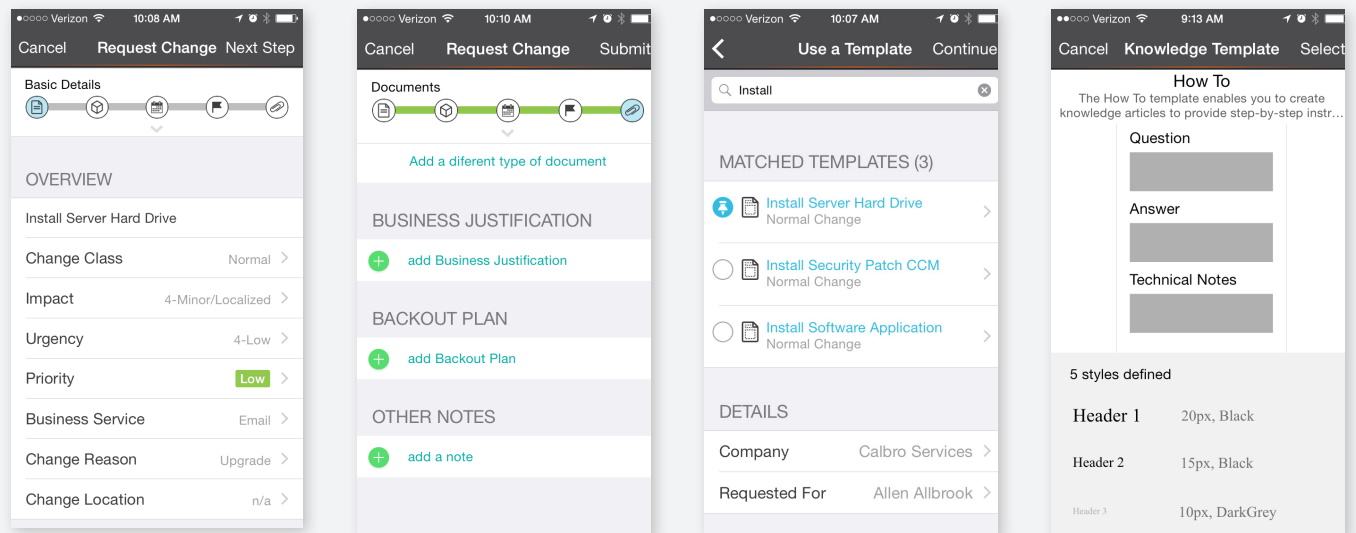 Verizon 10:08 AM
Cancel Request Change Next Step
Basic Details
OVERVIEW
Install Server Hard Drive
Change Class Normal
Impact 4-Minor/Localized
Urgency 4-Low
Priority Low
Business Service Email
Change Reason Upgrade
Change Location n/a
Verizon 10:10 AM
Cancel Request Change Submit
Documents
Add a diferent type of document
BUSINESS JUSTIFICATION
add Business Justification
BACKOUT PLAN
add Backout Plan
OTHER NOTES
add a note
Verizon 10:07 AM
Use a Template Continue
Install
MATCHED TEMPLATES (3)
Install Server Hard Drive
Normal Change
Install Security Patch CCM
Normal Change
Install Software Application
Normal Change
DETAILS
Company Calbro Services
Requested For Allen Allbrook
Verizon 9:13 AM
Cancel Knowledge Template Select
How To
The How To template enables you to create
knowledge articles to provide step-by-step instr...
Question
Answer
Technical Notes
5 styles defined
Header 1 20px, Black
Header 2 15px, Black
Header 3 10px, DarkGrey